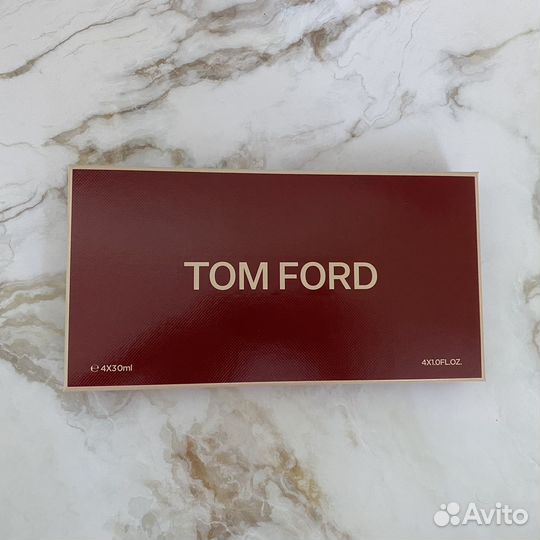 TOM FORD
℮ 4X30ml
4X1.0FL.OZ.
Avito